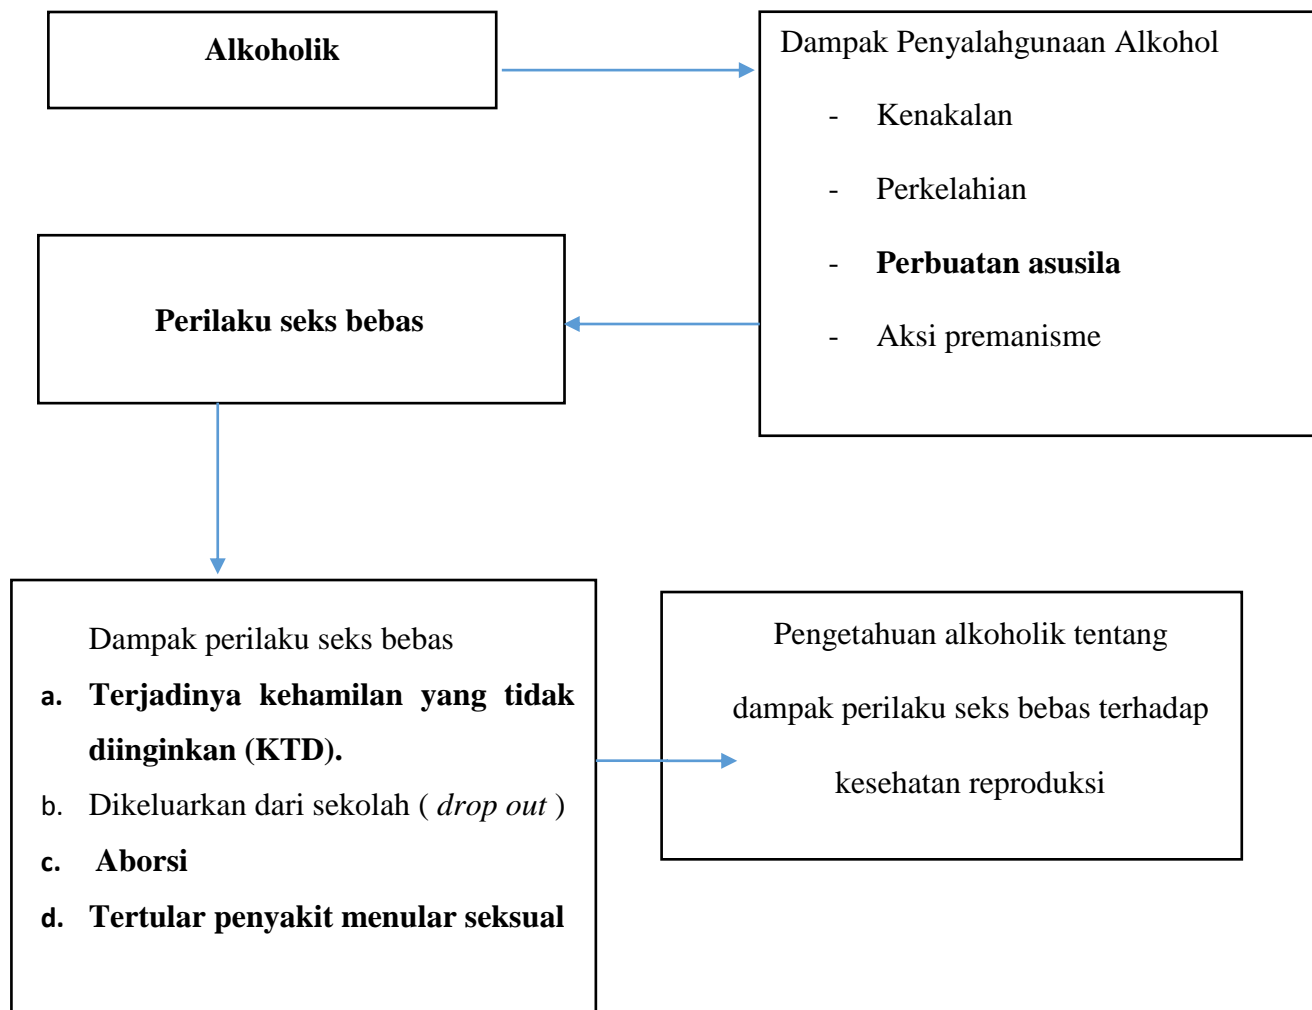 Alkoholik
Dampak Penyalahgunaan Alkohol
- Kenakalan
- Perkelahian
- Perbuatan asusila
- Aksi premanisme
Perilaku seks bebas
Dampak perilaku seks bebas
a. Terjadinya kehamilan yang tidak
diinginkan (KTD).
b. Dikeluarkan dari sekolah ( drop out )
c. Aborsi
d. Tertular penyakit menular seksual
Pengetahuan alkoholik tentang
dampak perilaku seks bebas terhadap
kesehatan reproduksi